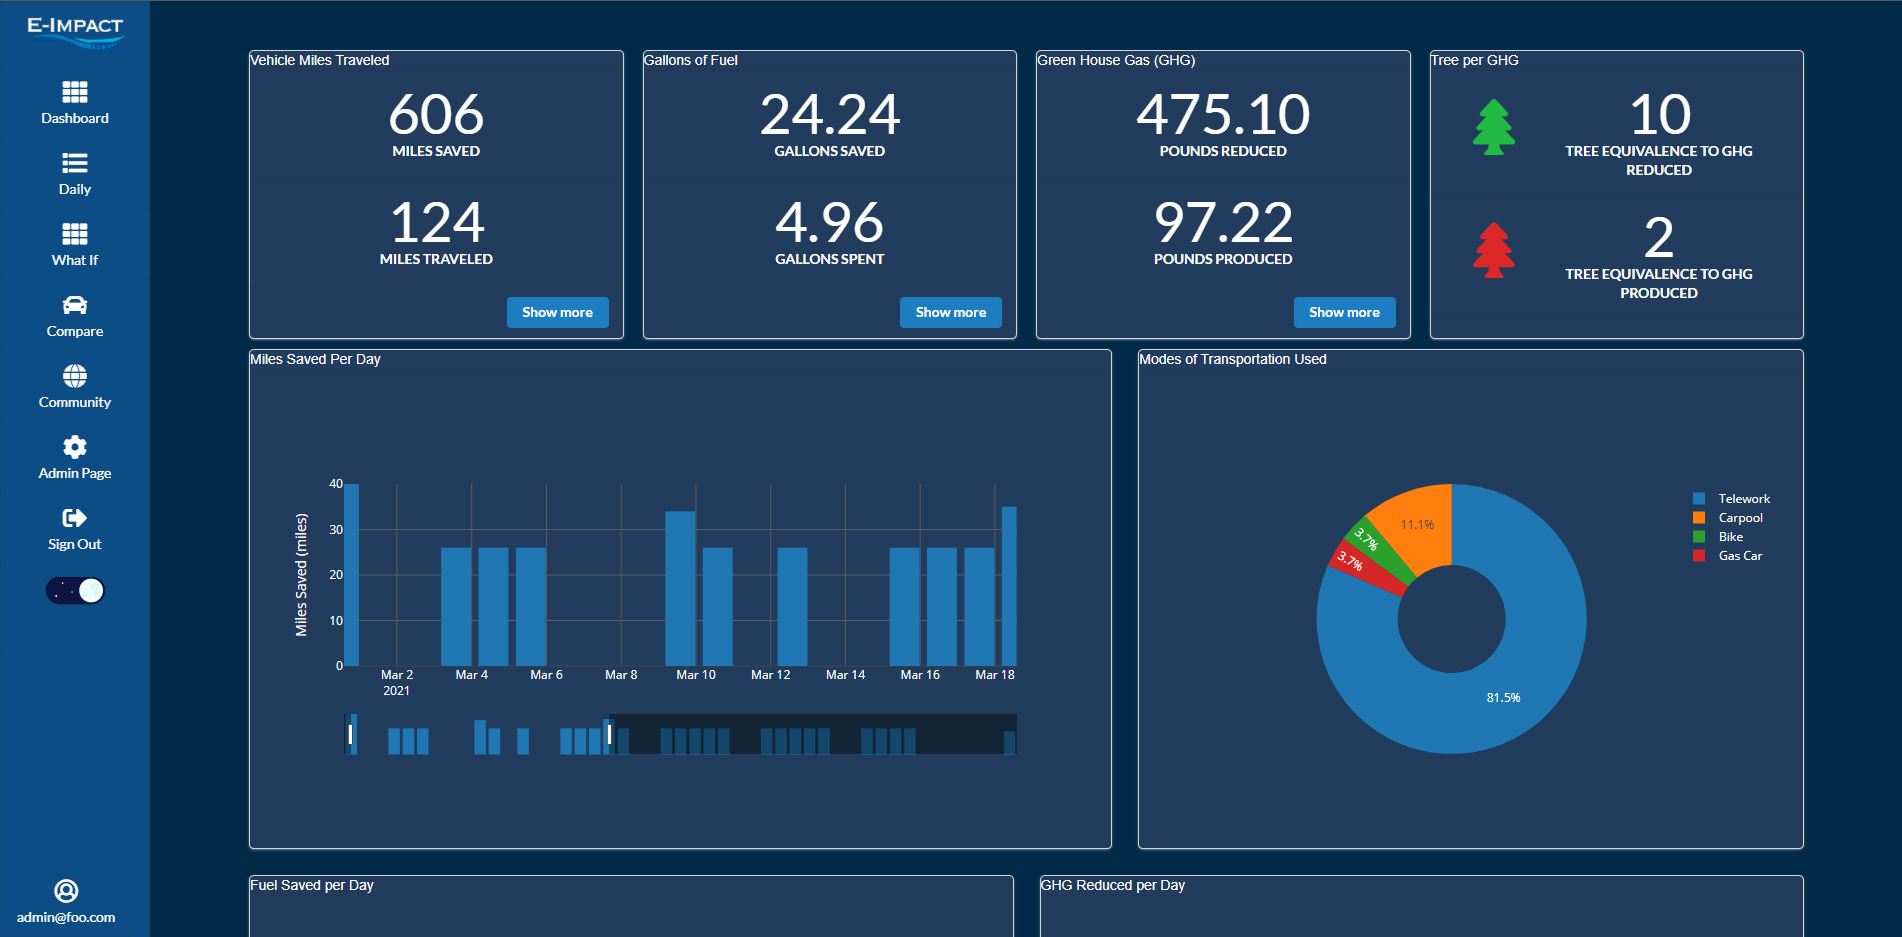 E-IMPACT
Dashboard
Daily
What If
Compare
Community
Admin Page
Sign Out
admin@foo.com
Vehicle Miles Traveled
606
MILES SAVED
124
MILES TRAVELED
Show more
Gallons of Fuel
24.24
GALLONS SAVED
4.96
GALLONS SPENT
Show more
Green House Gas (GHG)
475.10
POUNDS REDUCED
97.22
POUNDS PRODUCED
Show more
Tree per GHG
10
TREE EQUIVALENCE TO GHG
REDUCED
2
TREE EQUIVALENCE TO GHG
PRODUCED
Miles Saved Per Day
Miles Saved (miles)
40
30
20
10
0
Mar 2 Mar 4 Mar 6 Mar 8 Mar 10 Mar 12 Mar 14 Mar 16 Mar 18
2021
Modes of Transportation Used
11.1%
3.7%
3.7%
81.5%
Telework
Carpool
Bike
Gas Car
Fuel Saved per Day
GHG Reduced per Day